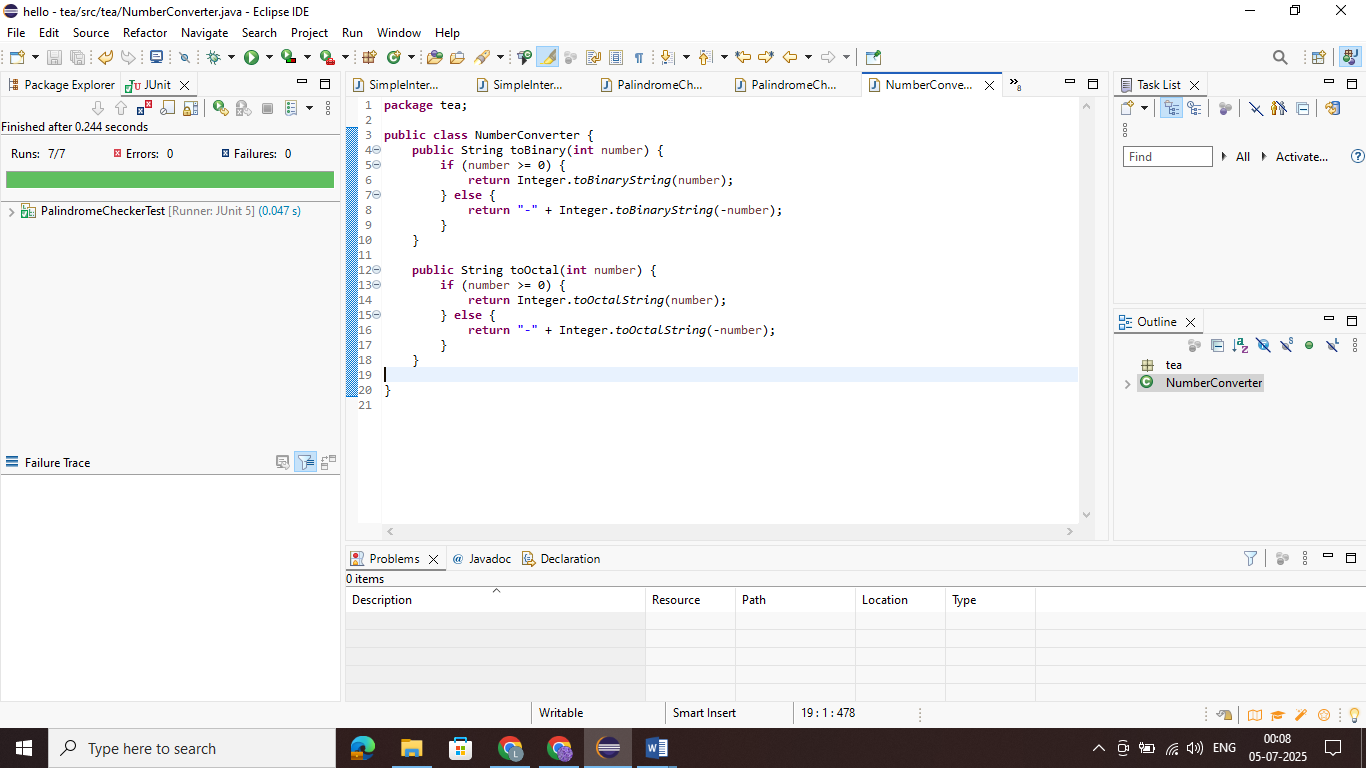 hello - tea/src/tea/NumberConverter.java - Eclipse IDE
File Edit Source Refactor Navigate Search Project Run Window Help
Package Explorer JUnit
Finished after 0.244 seconds
Runs: 7/7 Errors: 0 Failures: 0
PalindromeCheckerTest [Runner: JUnit 5] (0.047 s)
Failure Trace
SimpleInter... SimpleInter... PalindromeCh... PalindromeCh... NumberConve... »8
1 package tea;
2
3 public class NumberConverter {
4 public String toBinary(int number) {
5 if (number >= 0) {
6 return Integer.toBinaryString(number);
7 } else {
8 return "-" + Integer.toBinaryString(-number);
9 }
10 }
11
12 public String toOctal(int number) {
13 if (number >= 0) {
14 return Integer.toOctalString(number);
15 } else {
16 return "-" + Integer.toOctalString(-number);
17 }
18 }
19
20 }
21
Task List
Find All Activate...
Outline
tea
NumberConverter
Problems @ Javadoc Declaration
0 items
Description Resource Path Location Type
Writable Smart Insert 19 : 1 : 478
Type here to search
ENG
00:08
05-07-2025